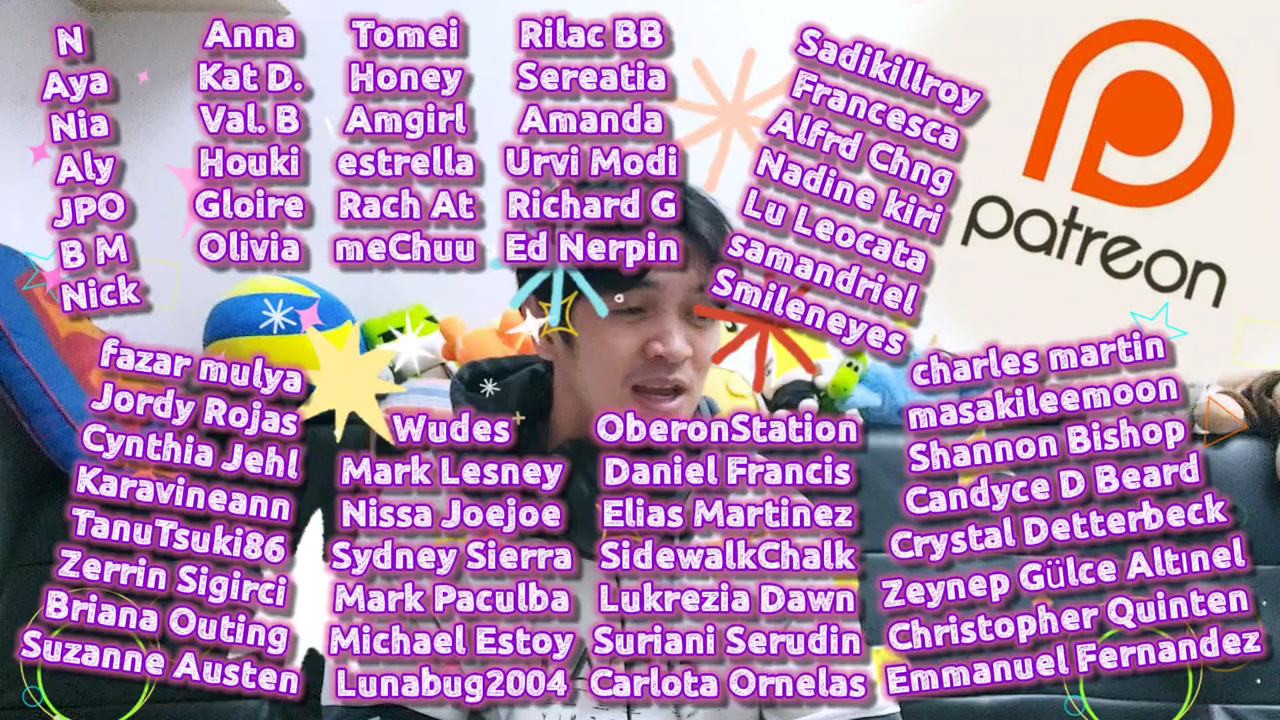 N
Aya
Nia
Aly
JPO
B M
Nick
Anna
Kat D.
Val. B
Houki
Gloire
Olivia
Tomei
Honey
Amgirl
estrella
Rach At
meChuu
Rilac BB
Sereatia
Amanda
Urvi Modi
Richard G
Ed Nerpin
Sadikillroy
Francesca
Alfrd Chng
Nadine kiri
Lu Leocata
samandriel
Smileneyes
patreon
fazar mulya
Jordy Rojas
Cynthia Jehl
Karavineann
TanuTsuki86
Zerrin Sigirci
Briana Outing
Suzanne Austen
Wudes
Mark Lesney
Nissa Joejoe
Sydney Sierra
Mark Paculba
Michael Estoy
Lunabug2004
OberonStation
Daniel Francis
Elias Martinez
SidewalkChalk
Lukrezia Dawn
Suriani Serudin
Carlota Ornelas
charles martin
masakileemoon
Shannon Bishop
Candyce D Beard
Crystal Detterbeck
Zeynep Gülce Altınel
Christopher Quinten
Emmanuel Fernandez